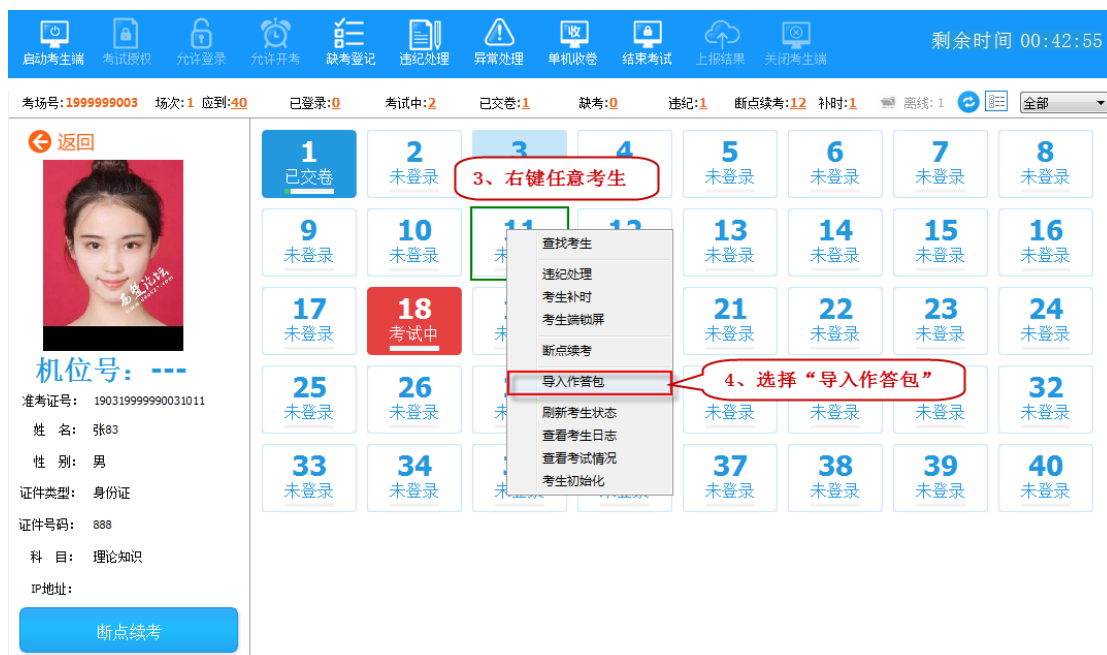 启动考生端 考试授权 允许登录 允许开考 缺考登记 违纪处理 异常处理 单机收卷 结束考试 上报结果 关闭考生端 剩余时间 00:42:55
考场号:1999999003 场次:1 应到:40 已登录:0 考试中:2 已交卷:1 缺考:0 违纪:1 断点续考:12 补时:1 离线:1 全部
返回
机位号: ---
准考证号: 190319999990031011
姓 名: 张83
性 别: 男
证件类型: 身份证
证件号码: 888
科 目: 理论知识
IP地址:
断点续考
1 2 3 4 5 6 7 8
已交卷 未登录 未登录 未登录 未登录 未登录
3、右键任意考生
9 10 11 12 13 14 15 16
未登录 未登录 未 未登录 未登录 未登录 未登录
17 18 21 22 23 24
未登录 考试中 未 未登录 未登录 未登录 未登录
25 26 32
未登录 未登录 未 未登录 未登录 未登录 未登录
33 34 37 38 39 40
未登录 未登录 未登录 未登录 未登录 未登录
查找考生
违纪处理
考生补时
考生端锁屏
断点续考
导入作答包
刷新考生状态
查看考生日志
查看考试情况
考生初始化
4、选择“导入作答包”